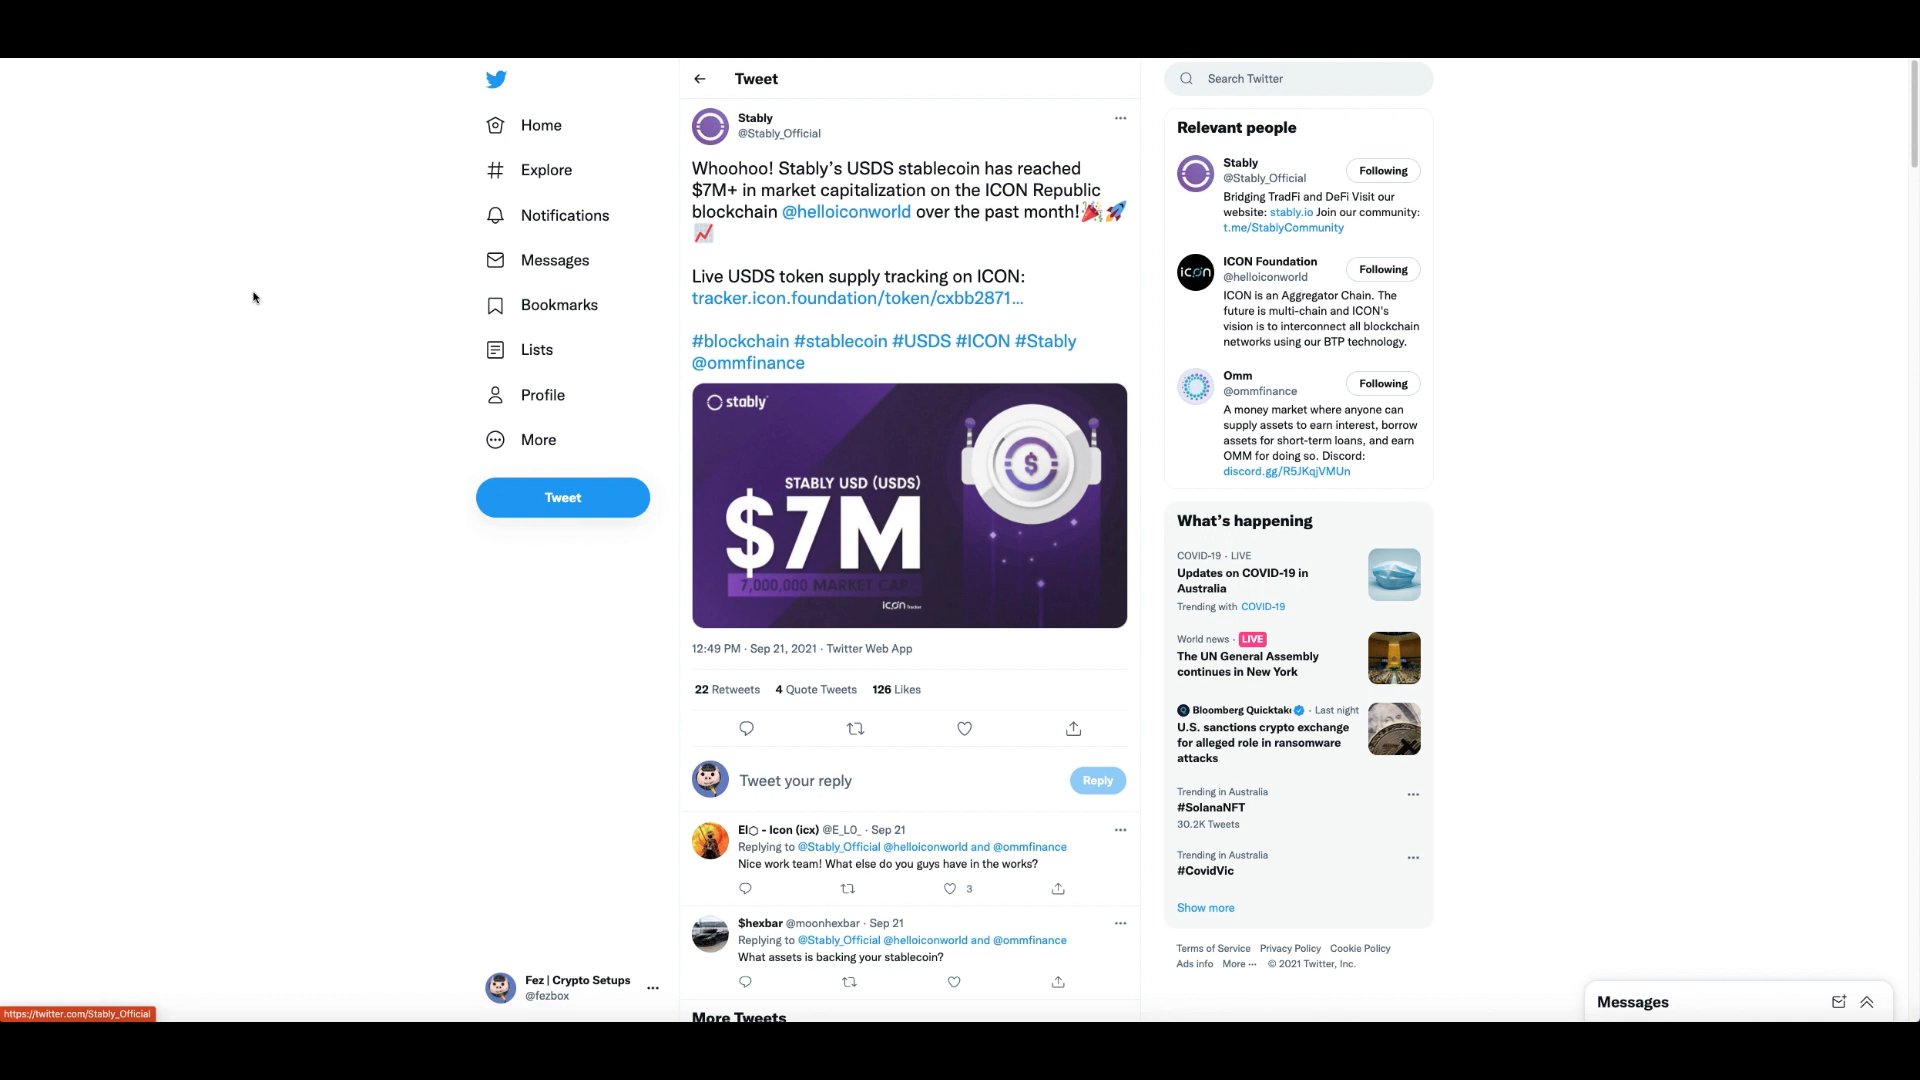 Home
Explore
Notifications
Messages
Bookmarks
Lists
Profile
More
Tweet
Fez | Crypto Setups
@fezbox
https://twitter.com/Stably_Official
Tweet
Stably
@Stably_Official
Whoohoo! Stably’s USDS stablecoin has reached
$7M+ in market capitalization on the ICON Republic
blockchain @helloiconworld over the past month!🎉🚀
📈
Live USDS token supply tracking on ICON:
tracker.icon.foundation/token/cxbb2871…
#blockchain #stablecoin #USDS #ICON #Stably
@ommfinance
stably
STABLY USD (USDS)
$7M
7,000,000 MARKET CAP
icon Tracker
12:49 PM · Sep 21, 2021 · Twitter Web App
22 Retweets 4 Quote Tweets 126 Likes
Tweet your reply
Reply
El⬡ - Icon (icx) @E_L0_ · Sep 21
Replying to @Stably_Official @helloiconworld and @ommfinance
Nice work team! What else do you guys have in the works?
3
$hexbar @moonhexbar · Sep 21
Replying to @Stably_Official @helloiconworld and @ommfinance
What assets is backing your stablecoin?
More Tweets
Search Twitter
Relevant people
Stably
@Stably_Official
Following
Bridging TradFi and DeFi Visit our
website: stably.io Join our community:
t.me/StablyCommunity
icon
ICON Foundation
@helloiconworld
Following
ICON is an Aggregator Chain. The
future is multi-chain and ICON's
vision is to interconnect all blockchain
networks using our BTP technology.
Omm
@ommfinance
Following
A money market where anyone can
supply assets to earn interest, borrow
assets for short-term loans, and earn
OMM for doing so. Discord:
discord.gg/R5JKqjVMUn
What’s happening
COVID-19 · LIVE
Updates on COVID-19 in
Australia
Trending with COVID-19
World news · LIVE
The UN General Assembly
continues in New York
Bloomberg Quicktake · Last night
U.S. sanctions crypto exchange
for alleged role in ransomware
attacks
Trending in Australia
#SolanaNFT
30.2K Tweets
Trending in Australia
#CovidVic
Show more
Terms of Service Privacy Policy Cookie Policy
Ads info More ··· © 2021 Twitter, Inc.
Messages